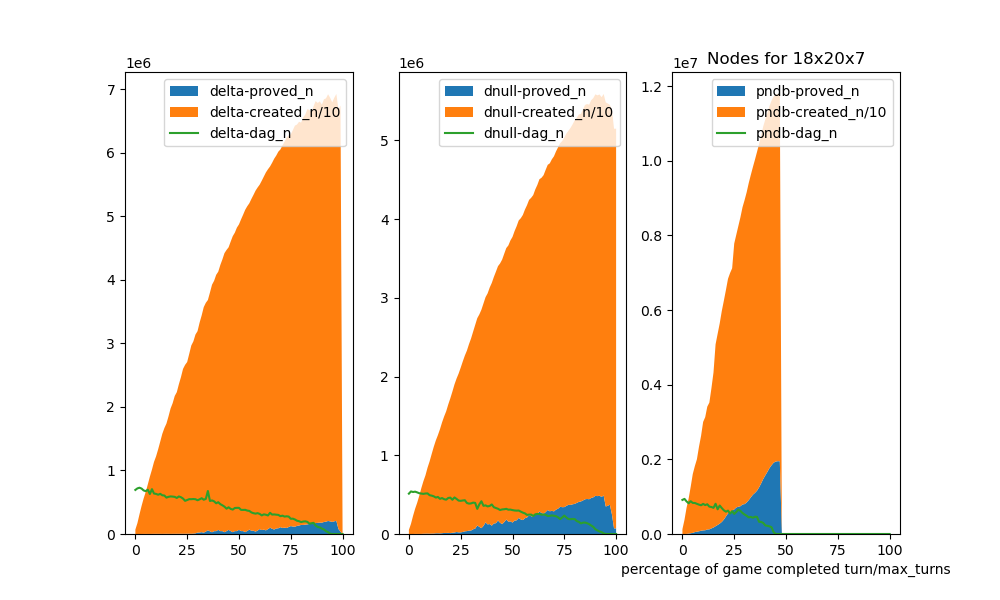 Nodes for 18x20x7
1e6
7
6
5
4
3
2
1
0
0
25
50
75
100
delta-proved_n
delta-created_n/10
delta-dag_n
1e6
5
4
3
2
1
0
0
25
50
75
100
dnull-proved_n
dnull-created_n/10
dnull-dag_n
1e7
1.2
1.0
0.8
0.6
0.4
0.2
0.0
0
25
50
75
100
pndb-proved_n
pndb-created_n/10
pndb-dag_n
percentage of game completed turn/max_turns